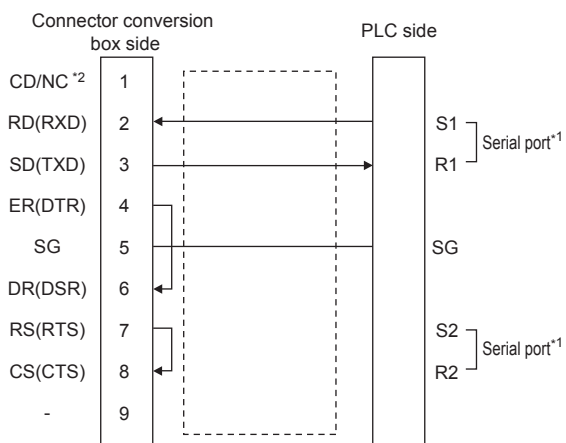 Connector conversion
box side
PLC side
CD/NC *2 1
RD(RXD) 2 S1
Serial port*1
SD(TXD) 3 R1
ER(DTR) 4
SG 5 SG
DR(DSR) 6
RS(RTS) 7 S2
Serial port*1
CS(CTS) 8 R2
- 9